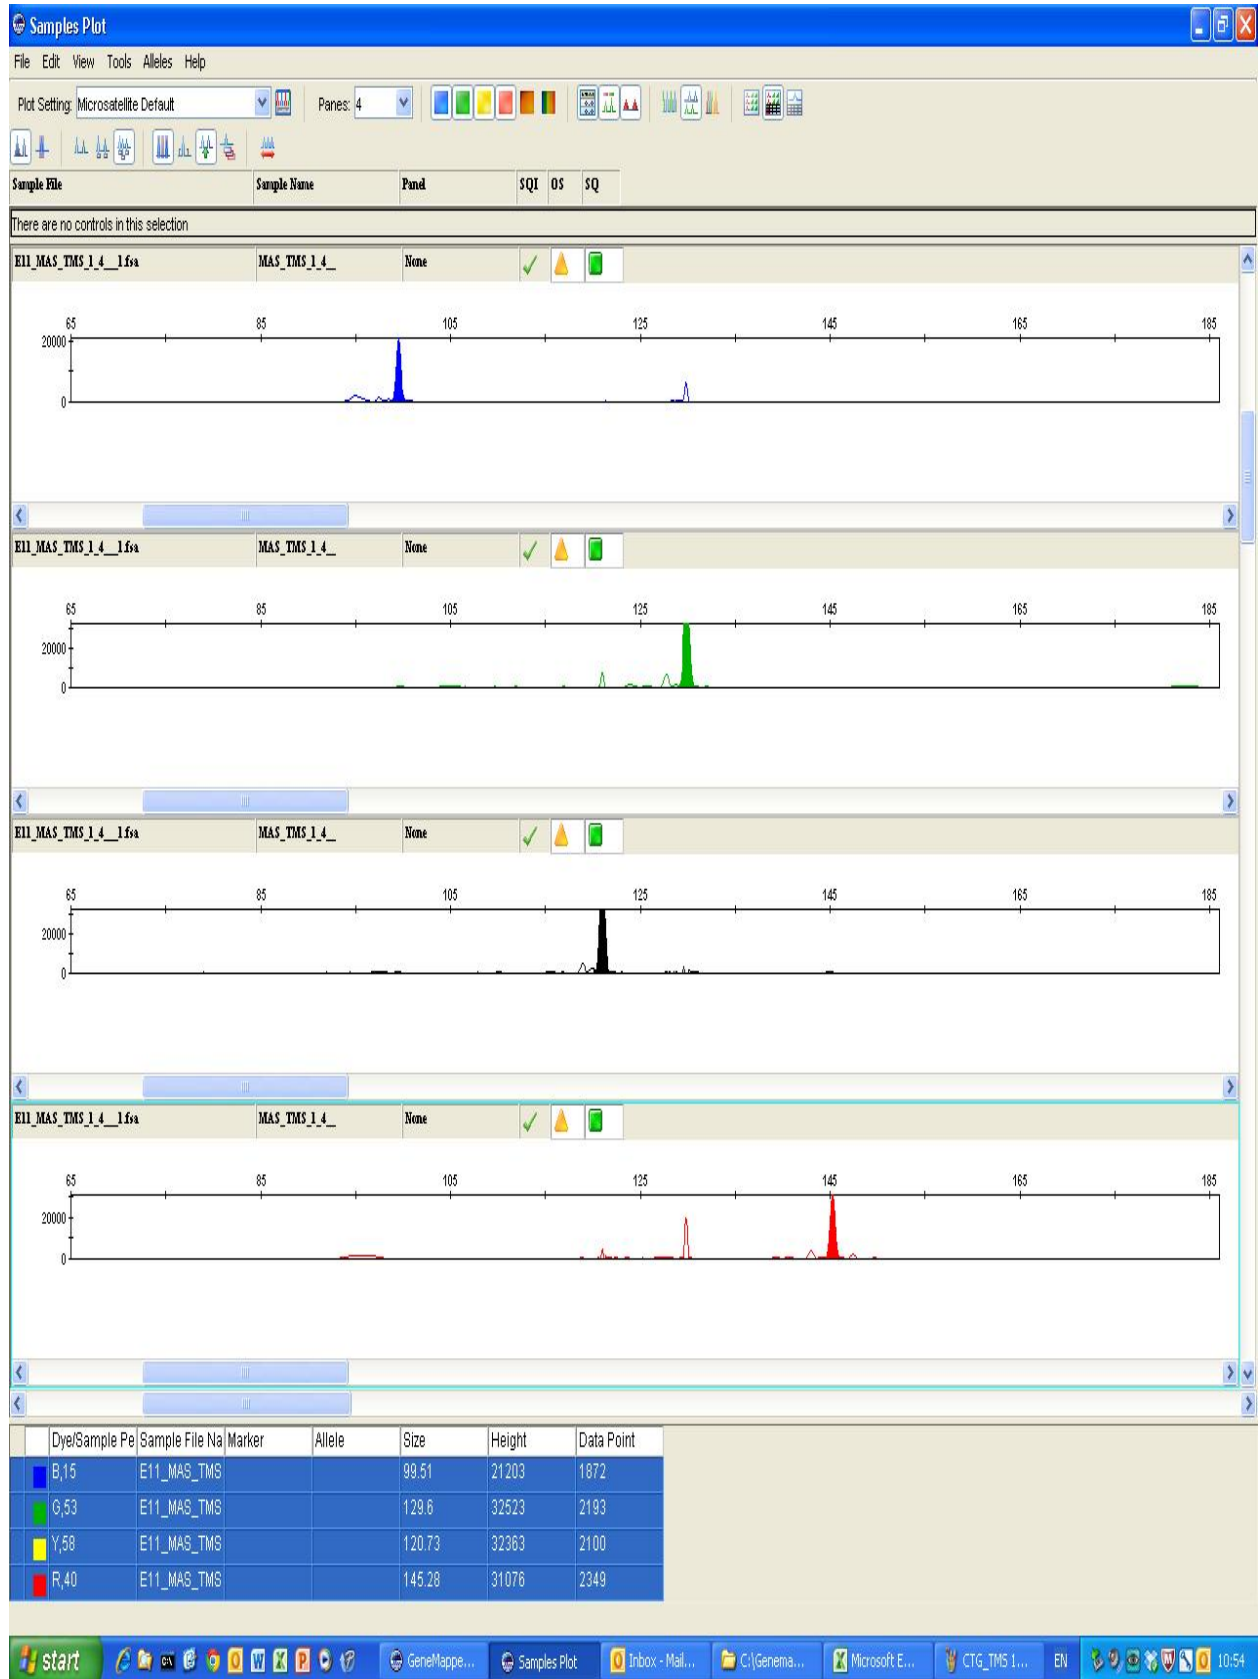 Samples Plot
File Edit View Tools Alleles Help
Plot Setting: Microsatellite Default Panes: 4
Sample File Sample Name Panel SQI OS SQ
There are no controls in this selection
E11_MAS_TMS_1_4__1.fsa MAS_TMS_1_4_ None
65 85 105 125 145 165 185
20000
0
E11_MAS_TMS_1_4__1.fsa MAS_TMS_1_4_ None
65 85 105 125 145 165 185
20000
0
E11_MAS_TMS_1_4__1.fsa MAS_TMS_1_4_ None
65 85 105 125 145 165 185
20000
0
E11_MAS_TMS_1_4__1.fsa MAS_TMS_1_4_ None
65 85 105 125 145 165 185
20000
0
Dye/Sample Pe Sample File Na Marker Allele Size Height Data Point
B,15 E11_MAS_TMS 99.51 21203 1872
G,53 E11_MAS_TMS 129.6 32523 2193
Y,58 E11_MAS_TMS 120.73 32363 2100
R,40 E11_MAS_TMS 145.28 31076 2349
start GeneMappe... Samples Plot Inbox - Mail... C:\Genema... Microsoft E... CTG_TMS 1... EN 10:54